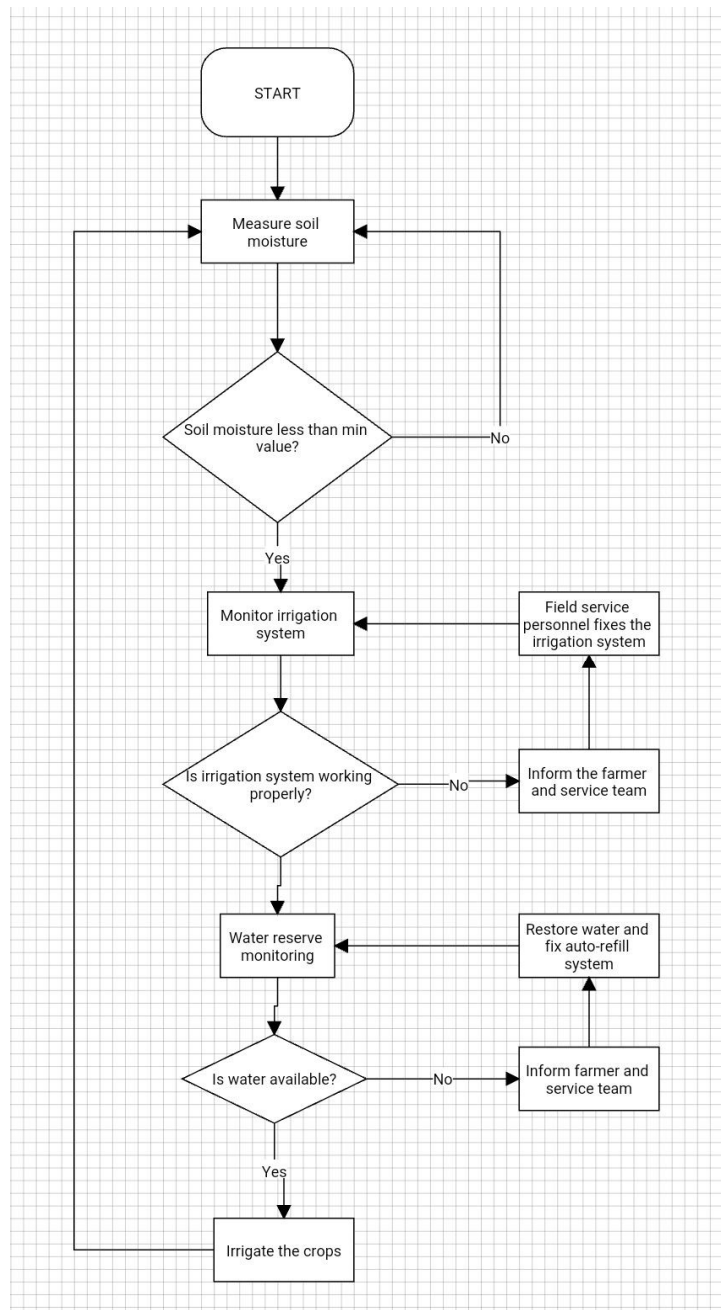 START
Measure soil
moisture
Soil moisture less than min
value?
No
Yes
Monitor irrigation
system
Field service
personnel fixes the
irrigation system
Is irrigation system working
properly?
No
Inform the farmer
and service team
Water reserve
monitoring
Restore water and
fix auto-refill
system
Is water available?
No
Inform farmer and
service team
Yes
Irrigate the crops